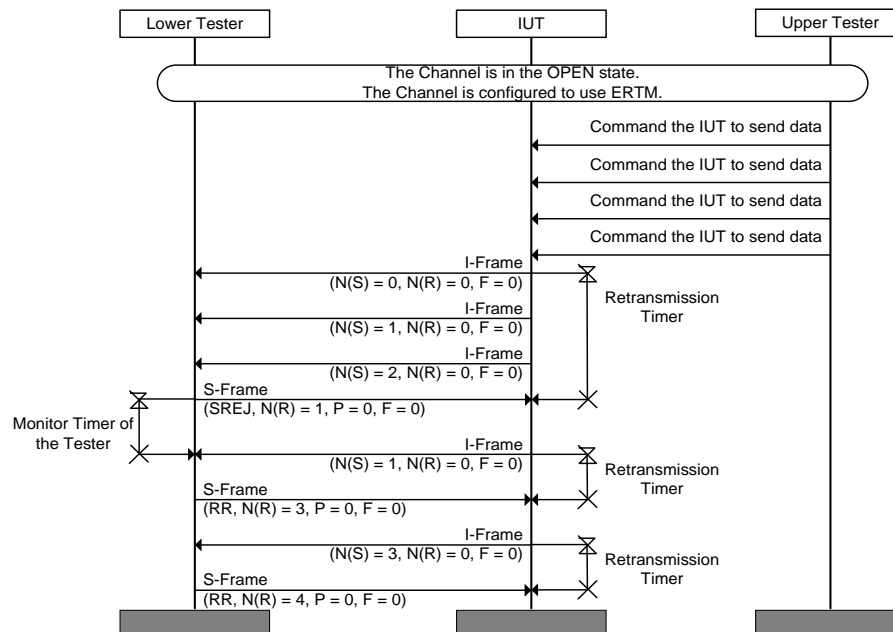 Lower Tester
IUT
Upper Tester
The Channel is in the OPEN state.
The Channel is configured to use ERTM.
Command the IUT to send data
Command the IUT to send data
Command the IUT to send data
Command the IUT to send data
I-Frame
(N(S) = 0, N(R) = 0, F = 0)
Retransmission
Timer
I-Frame
(N(S) = 1, N(R) = 0, F = 0)
I-Frame
(N(S) = 2, N(R) = 0, F = 0)
S-Frame
(SREJ, N(R) = 1, P = 0, F = 0)
Monitor Timer of
the Tester
I-Frame
(N(S) = 1, N(R) = 0, F = 0)
Retransmission
Timer
S-Frame
(RR, N(R) = 3, P = 0, F = 0)
I-Frame
(N(S) = 3, N(R) = 0, F = 0)
Retransmission
Timer
S-Frame
(RR, N(R) = 4, P = 0, F = 0)